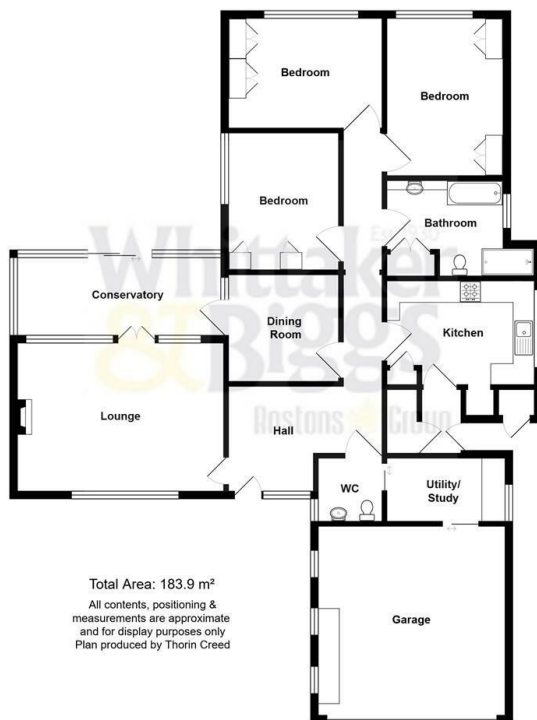 Bedroom
Bedroom
Bedroom
Bathroom
Whittaker
Conservatory
Dining
Room
Kitchen
&Biggs
Lounge
Hall
Rostons Group
WC
Utility/
Study
Garage
Total Area: 183.9 m²
All contents, positioning &
measurements are approximate
and for display purposes only
Plan produced by Thorin Creed